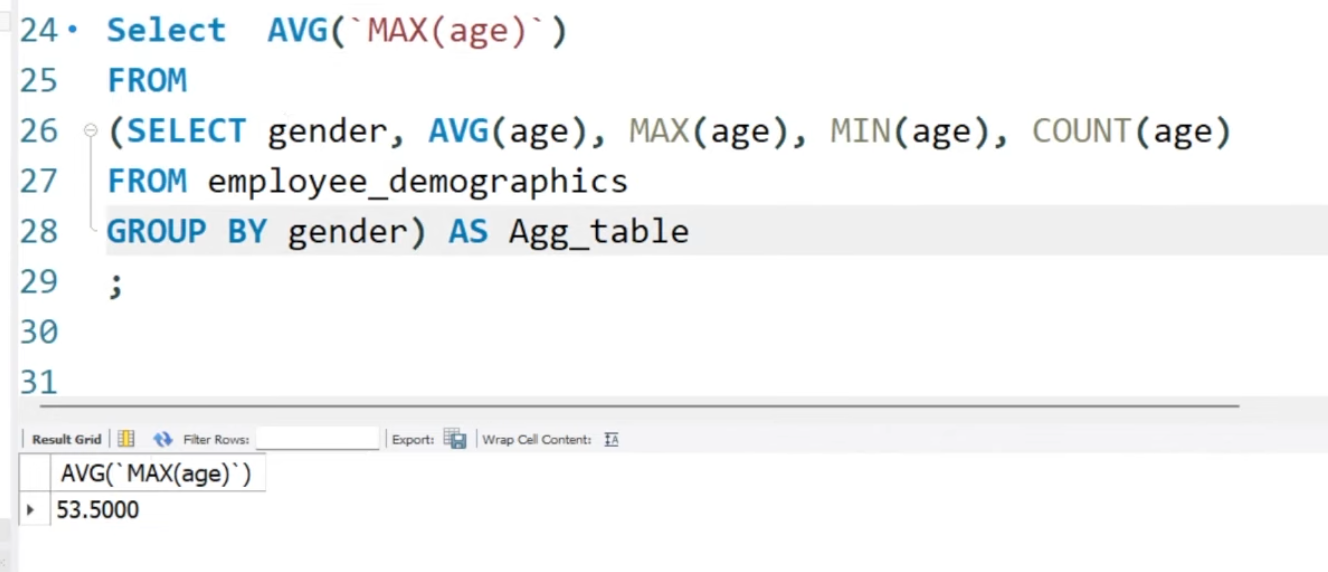 24 Select AVG(`MAX(age)`)
25 FROM
26 (SELECT gender, AVG(age), MAX(age), MIN(age), COUNT(age)
27 FROM employee_demographics
28 GROUP BY gender) AS Agg_table
29 ;
30
31
Result Grid Filter Rows: Export: Wrap Cell Content: IA
AVG(`MAX(age)`)
53.5000